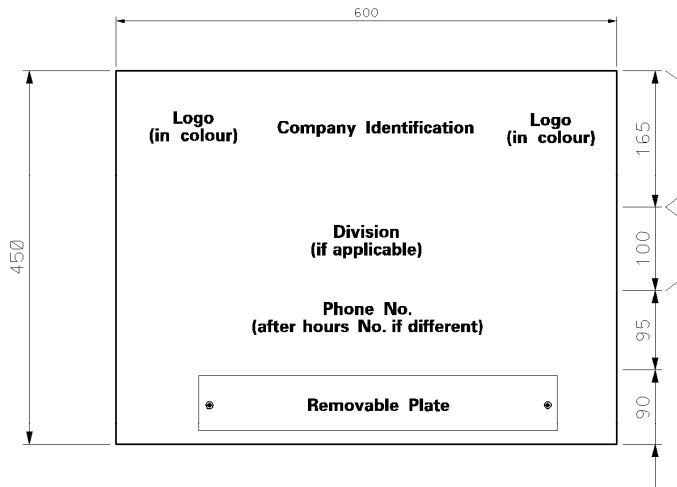 600
Logo
(in colour)
Company Identification
Logo
(in colour)
165
450
Division
(if applicable)
100
Phone No.
(after hours No. if different)
95
Removable Plate
90